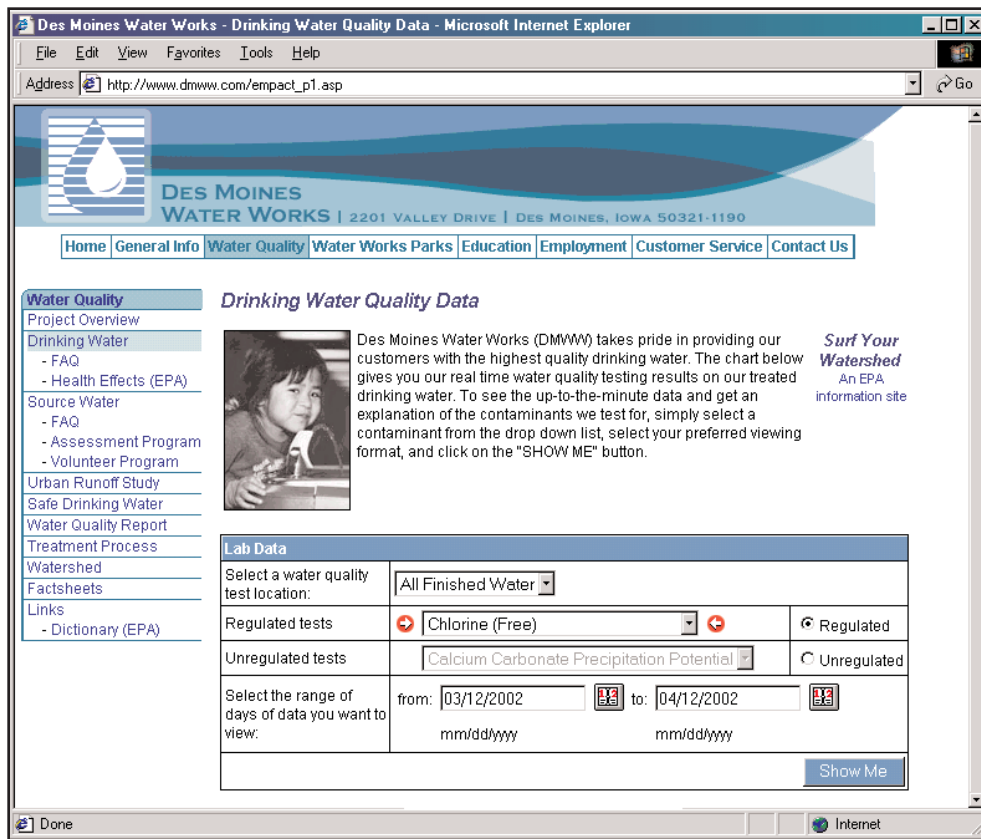 Des Moines Water Works - Drinking Water Quality Data - Microsoft Internet Explorer
File Edit View Favorites Tools Help
Address http://www.dmww.com/empact_p1.asp Go
DES MOINES
WATER WORKS | 2201 VALLEY DRIVE | DES MOINES, IOWA 50321-1190
Home General Info Water Quality Water Works Parks Education Employment Customer Service Contact Us
Water Quality
Project Overview
Drinking Water
- FAQ
- Health Effects (EPA)
Source Water
- FAQ
- Assessment Program
- Volunteer Program
Urban Runoff Study
Safe Drinking Water
Water Quality Report
Treatment Process
Watershed
Factsheets
Links
- Dictionary (EPA)
Drinking Water Quality Data
Des Moines Water Works (DMWW) takes pride in providing our
customers with the highest quality drinking water. The chart below
gives you our real time water quality testing results on our treated
drinking water. To see the up-to-the-minute data and get an
explanation of the contaminants we test for, simply select a
contaminant from the drop down list, select your preferred viewing
format, and click on the "SHOW ME" button.
Surf Your
Watershed
An EPA
information site
Lab Data
Select a water quality
test location:
All Finished Water
Regulated tests
Chlorine (Free)
Regulated
Unregulated tests
Calcium Carbonate Precipitation Potential
Unregulated
Select the range of
days of data you want to
view:
from: 03/12/2002 to: 04/12/2002
mm/dd/yyyy mm/dd/yyyy
Show Me
Done Internet